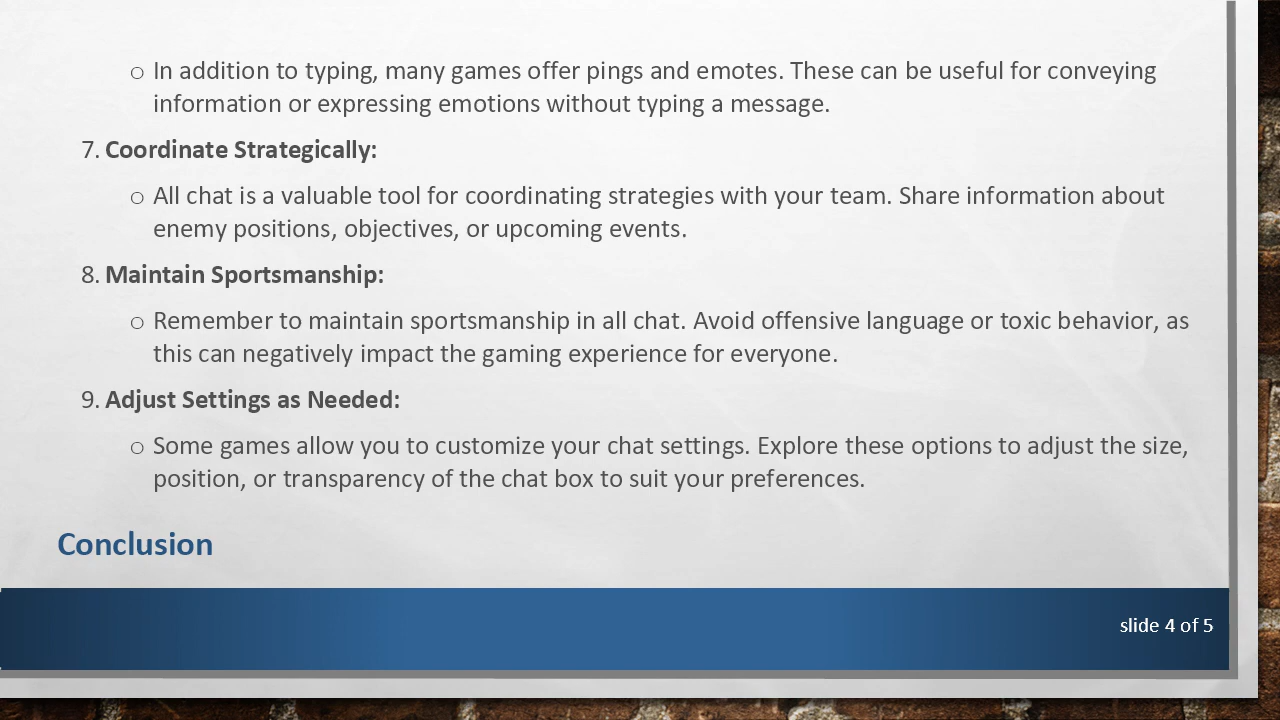 ○ In addition to typing, many games offer pings and emotes. These can be useful for conveying
information or expressing emotions without typing a message.
7. Coordinate Strategically:
○ All chat is a valuable tool for coordinating strategies with your team. Share information about
enemy positions, objectives, or upcoming events.
8. Maintain Sportsmanship:
○ Remember to maintain sportsmanship in all chat. Avoid offensive language or toxic behavior, as
this can negatively impact the gaming experience for everyone.
9. Adjust Settings as Needed:
○ Some games allow you to customize your chat settings. Explore these options to adjust the size,
position, or transparency of the chat box to suit your preferences.
Conclusion
slide 4 of 5